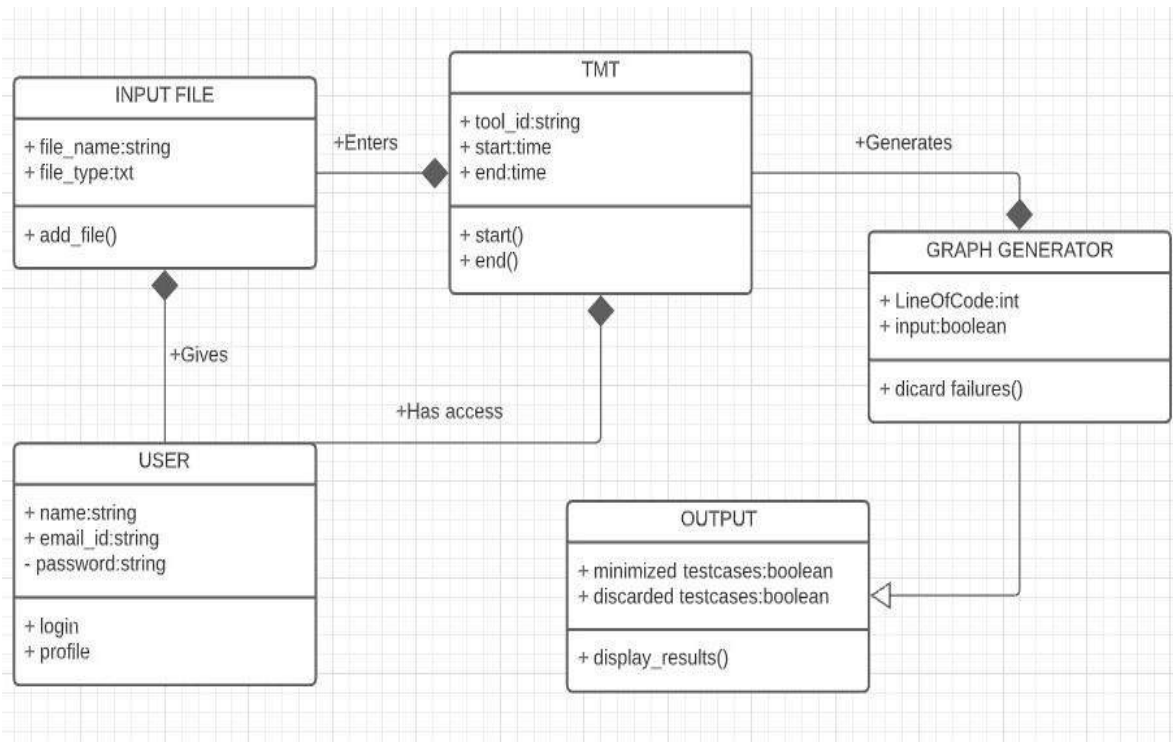 INPUT FILE
+ file_name:string
+ file_type:txt
+ add_file()
+Enters
TMT
+ tool_id:string
+ start:time
+ end:time
+ start()
+ end()
+Generates
GRAPH GENERATOR
+ LineOfCode:int
+ input:boolean
+ dicard failures()
+Gives
+Has access
USER
+ name:string
+ email_id:string
- password:string
+ login
+ profile
OUTPUT
+ minimized testcases:boolean
+ discarded testcases:boolean
+ display_results()